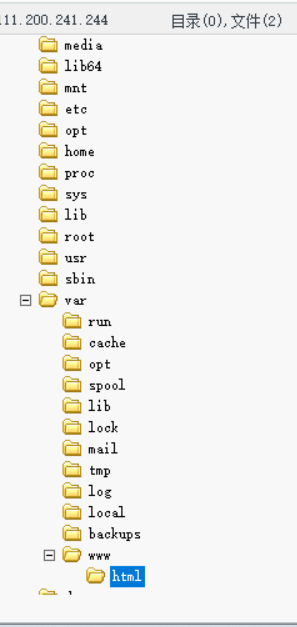 111.200.241.244 目录(0),文件(2)
media
lib64
mnt
etc
opt
home
proc
sys
lib
root
usr
sbin
var
run
cache
opt
spool
lib
lock
mail
tmp
log
local
backups
www
html